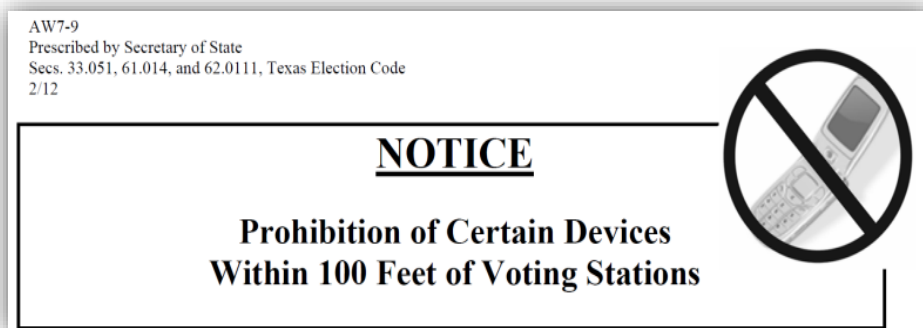 AW7-9
Prescribed by Secretary of State
Secs. 33.051, 61.014, and 62.0111, Texas Election Code
2/12
NOTICE
Prohibition of Certain Devices
Within 100 Feet of Voting Stations